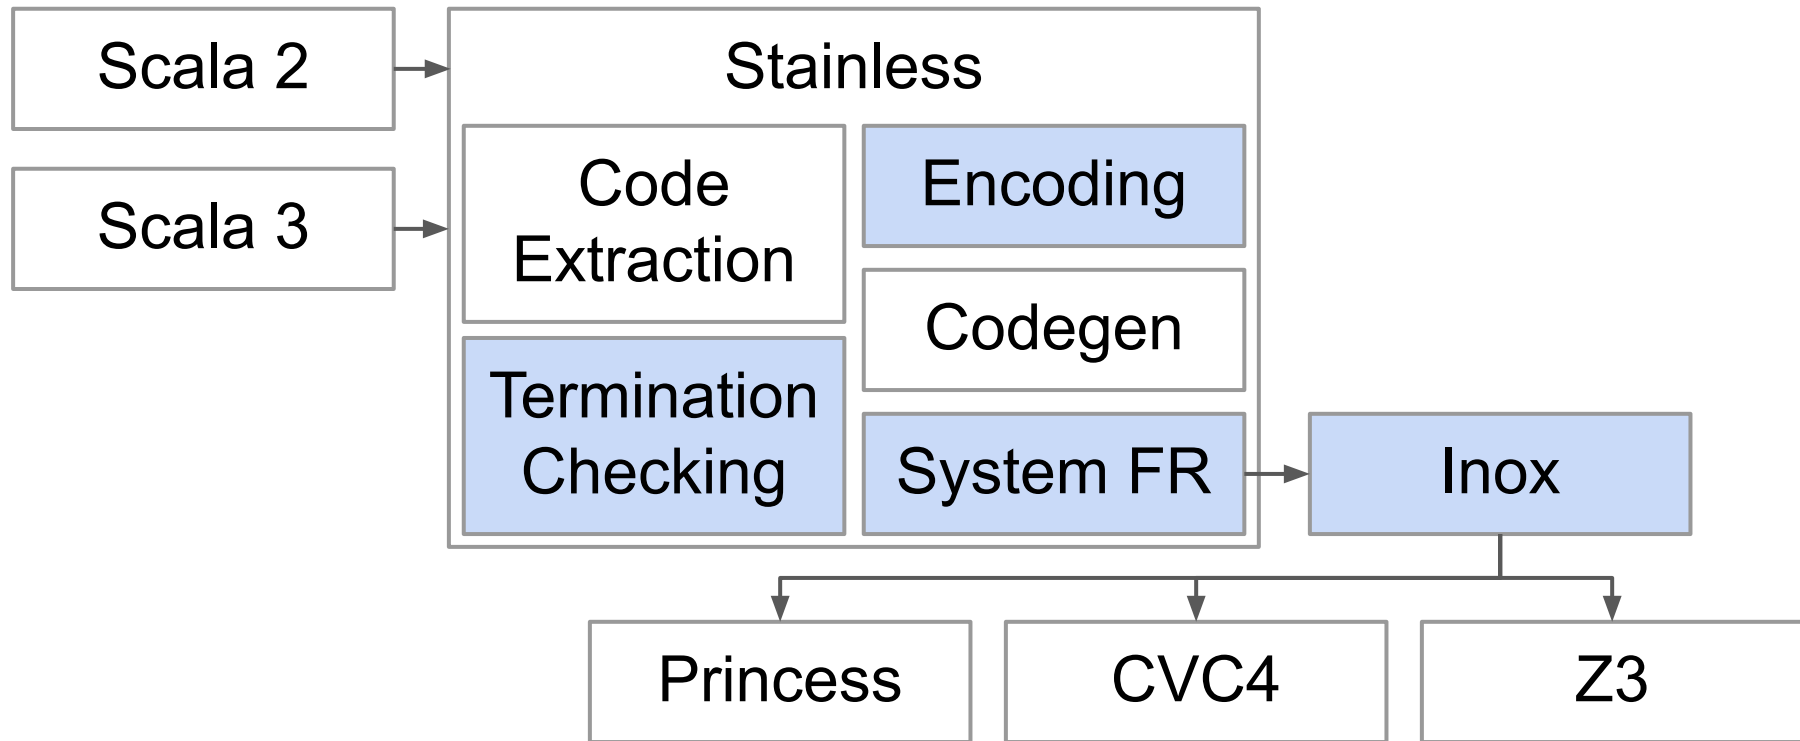 Scala 2
Scala 3
Stainless
Code
Extraction
Termination
Checking
Encoding
Codegen
System FR
Inox
Princess
CVC4
Z3